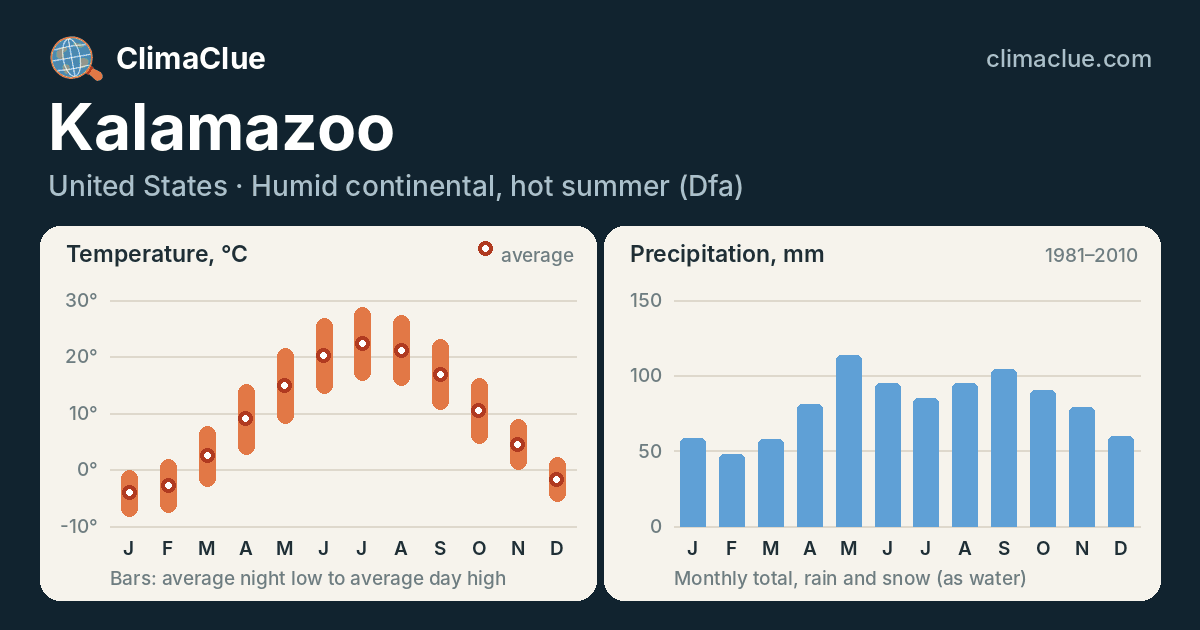 ClimaClue
climaclue.com
Kalamazoo
United States · Humid continental, hot summer (Dfa)
Temperature, °C
average
30°
20°
10°
0°
-10°
J F M A M J J A S O N D
Bars: average night low to average day high
Precipitation, mm
1981–2010
150
100
50
0
J F M A M J J A S O N D
Monthly total, rain and snow (as water)